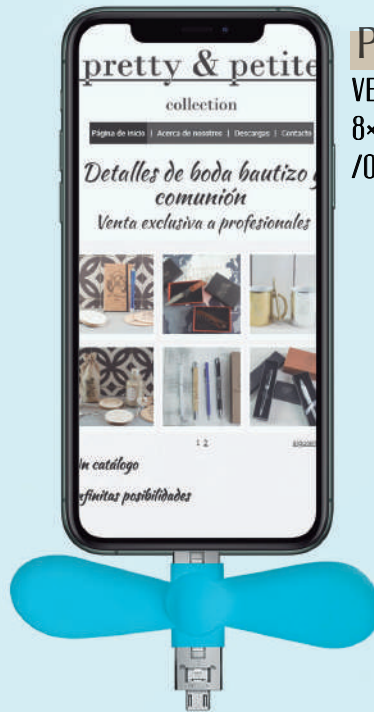 pretty & petite
collection
Página de inicio | Acerca de nosotros | Descargas | Contacto
Detalles de boda bautizo y
comunión
Venta exclusiva a profesionales
1 2
Un catálogo
nfinitas posibilidades
P
VE
8×
/0